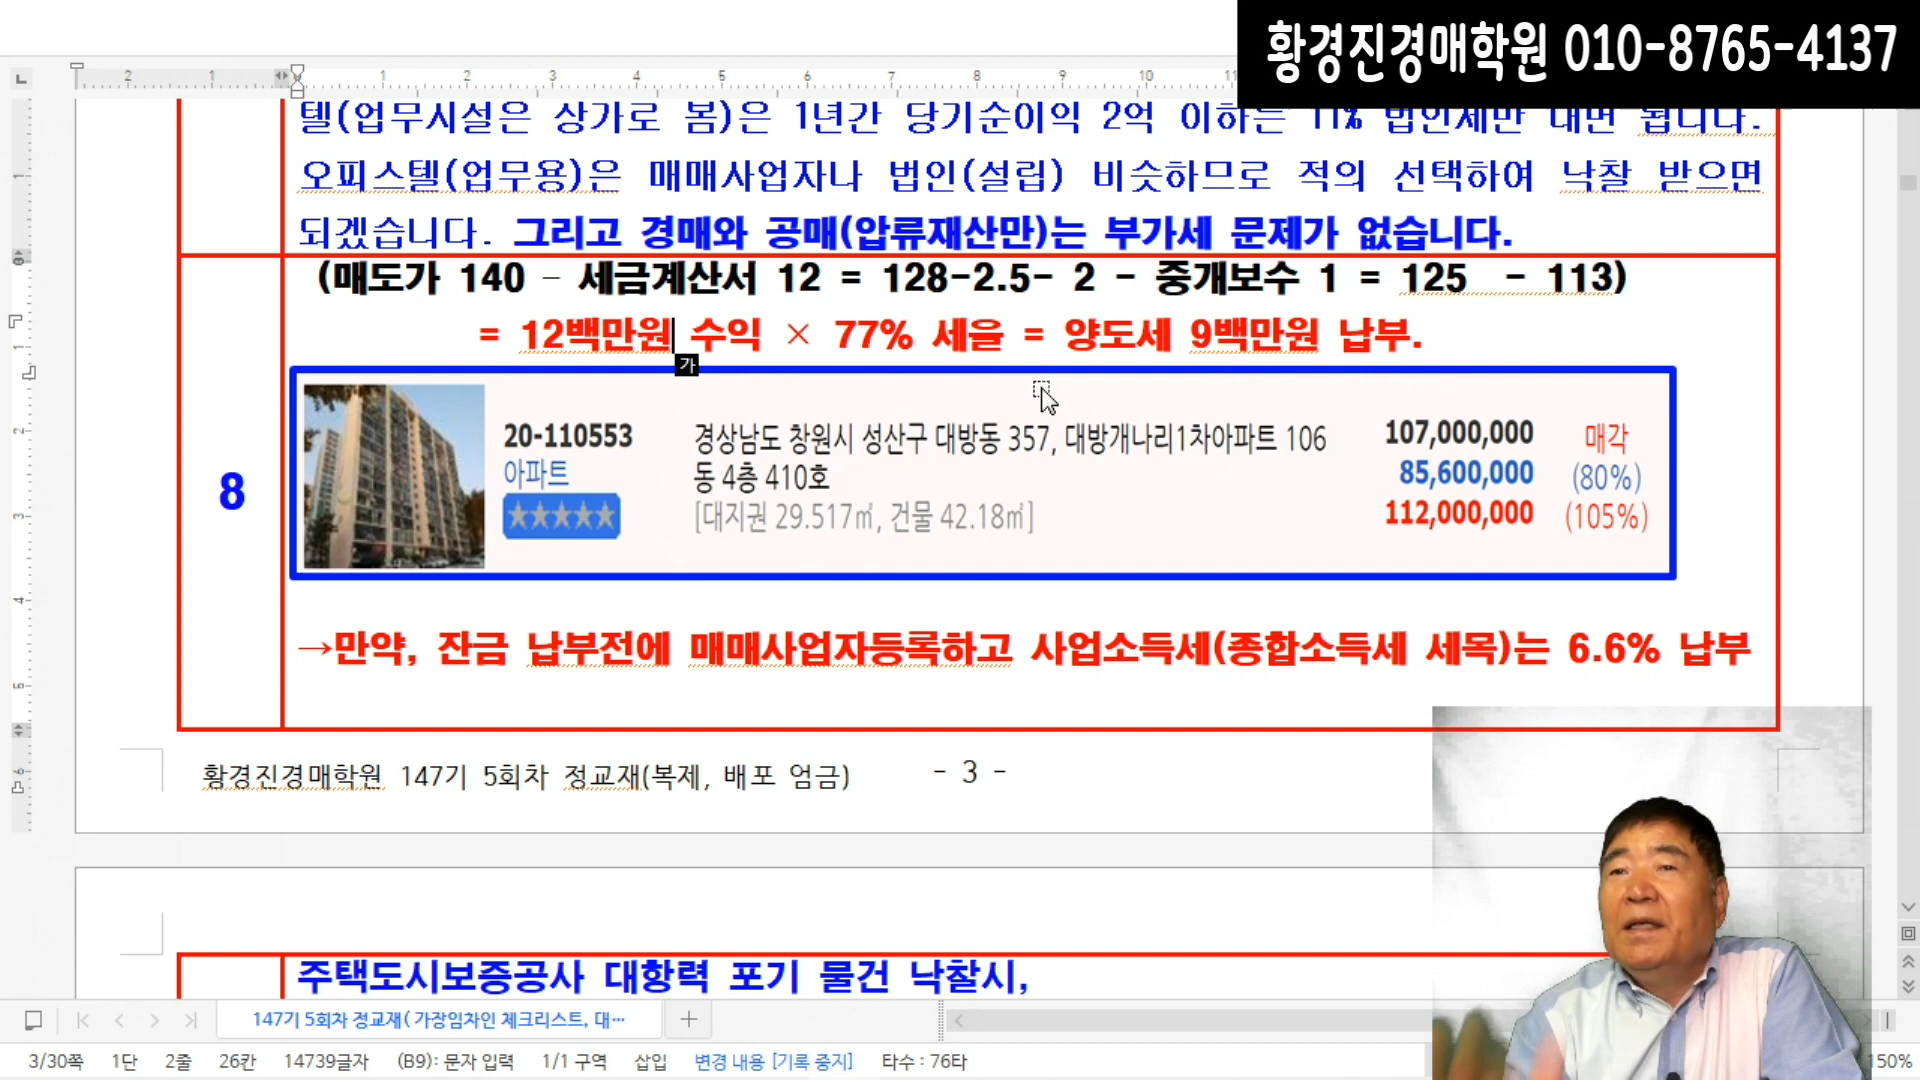 황경진경매학원 010-8765-4137
텔(업무시설은 상가로 봄)은 1년간 당기순이익 2억 이하는 11% 법인세만 내면 됩니다.
오피스텔(업무용)은 매매사업자나 법인(설립) 비슷하므로 적의 선택하여 낙찰 받으면
되겠습니다. 그리고 경매와 공매(압류재산만)는 부가세 문제가 없습니다.
(매도가 140 – 세금계산서 12 = 128-2.5- 2 - 중개보수 1 = 125 - 113)
= 12백만원 수익 × 77% 세율 = 양도세 9백만원 납부.
가
8
20-110553
아파트
★★★★★
경상남도 창원시 성산구 대방동 357, 대방개나리1차아파트 106
동 4층 410호
[대지권 29.517㎡, 건물 42.18㎡]
107,000,000 매각
85,600,000 (80%)
112,000,000 (105%)
→만약, 잔금 납부전에 매매사업자등록하고 사업소득세(종합소득세 세목)는 6.6% 납부
황경진경매학원 147기 5회차 정교재(복제, 배포 엄금) - 3 -
주택도시보증공사 대항력 포기 물건 낙찰시,
147기 5회차 정교재( 가장임차인 체크리스트, 대…
3/30쪽 1단 2줄 26칸 14739글자 (B9): 문자 입력 1/1 구역 삽입 변경 내용 [기록 중지] 타수 : 76타 150%